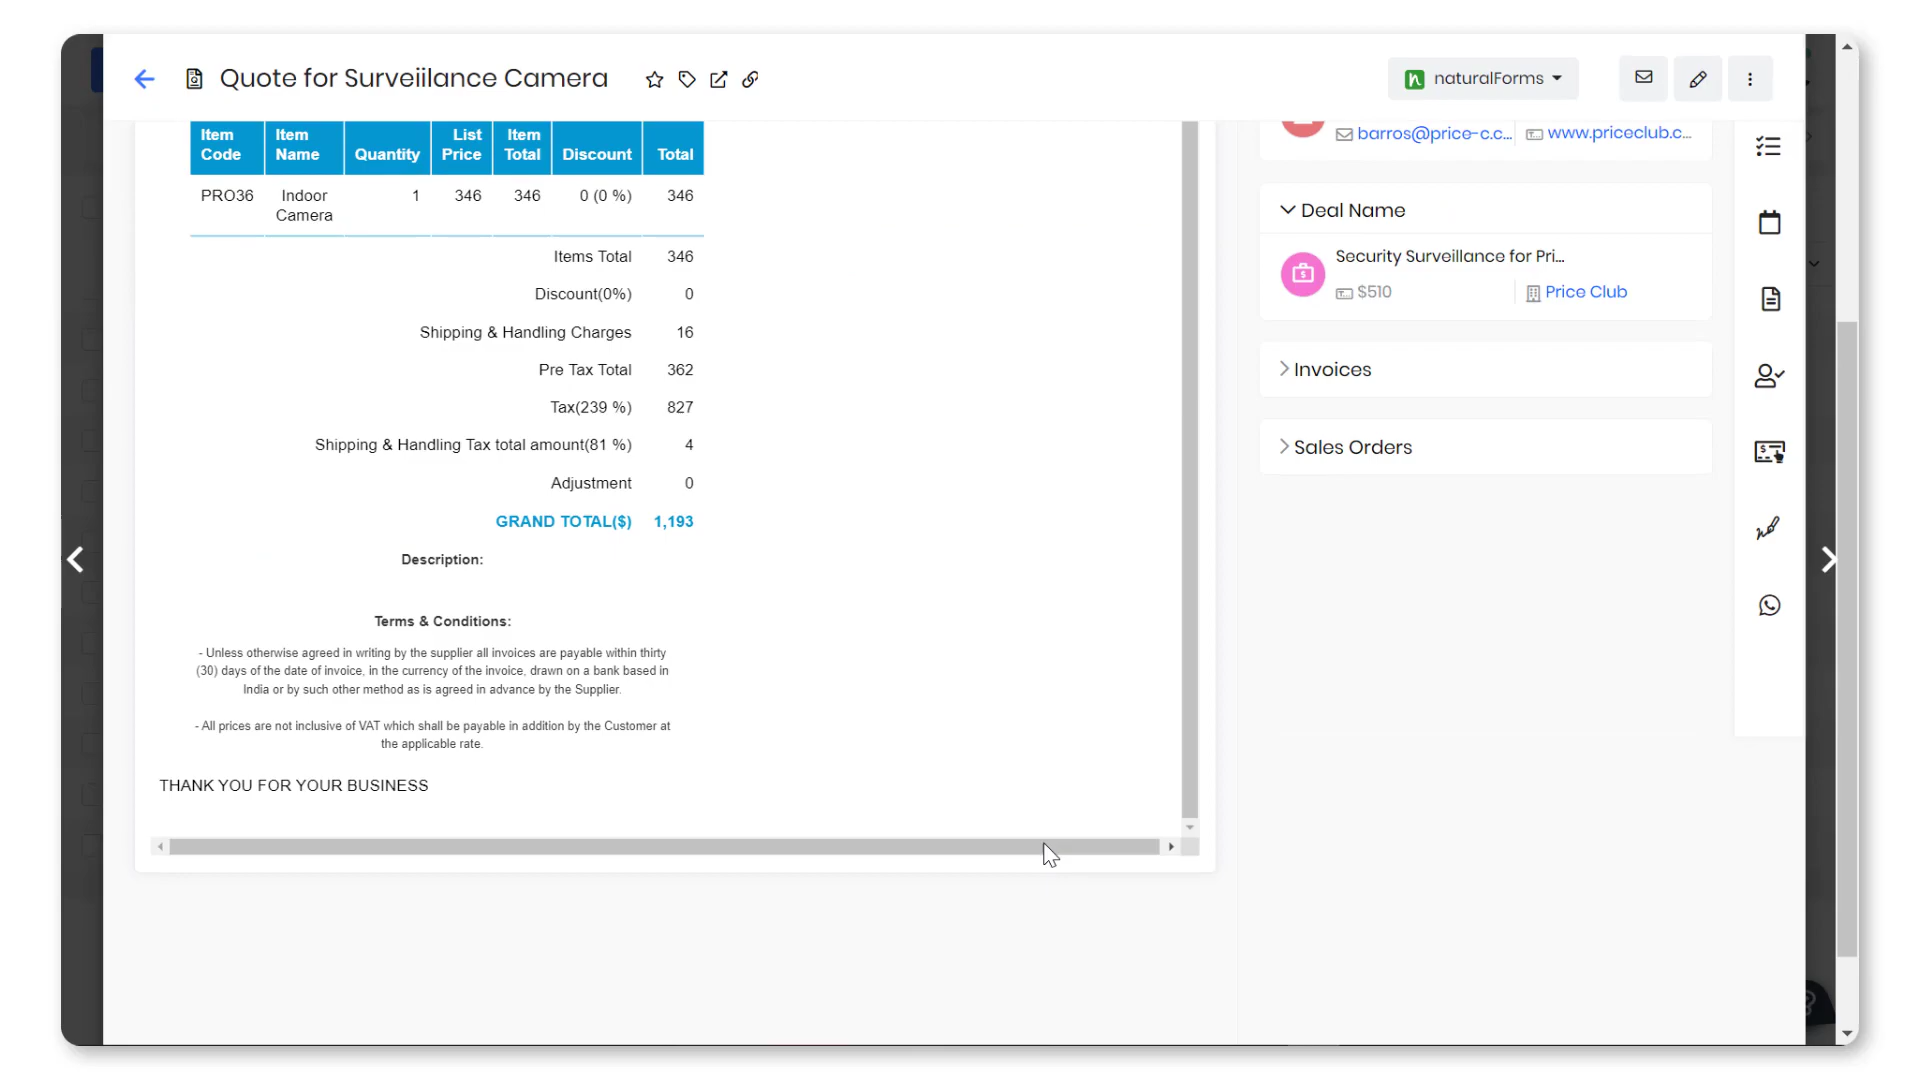 Quote for Surveiilance Camera
n naturalForms
Item Code Item Name Quantity List Price Item Total Discount Total
PRO36 Indoor Camera 1 346 346 0 (0 %) 346
Items Total 346
Discount(0%) 0
Shipping & Handling Charges 16
Pre Tax Total 362
Tax(239 %) 827
Shipping & Handling Tax total amount(81 %) 4
Adjustment 0
GRAND TOTAL($) 1,193
Description:
Terms & Conditions:
- Unless otherwise agreed in writing by the supplier all invoices are payable within thirty
(30) days of the date of invoice, in the currency of the invoice, drawn on a bank based in
India or by such other method as is agreed in advance by the Supplier.
- All prices are not inclusive of VAT which shall be payable in addition by the Customer at
the applicable rate.
THANK YOU FOR YOUR BUSINESS
barros@price-c.c... www.priceclub.c...
Deal Name
Security Surveillance for Pri...
$510 Price Club
Invoices
Sales Orders